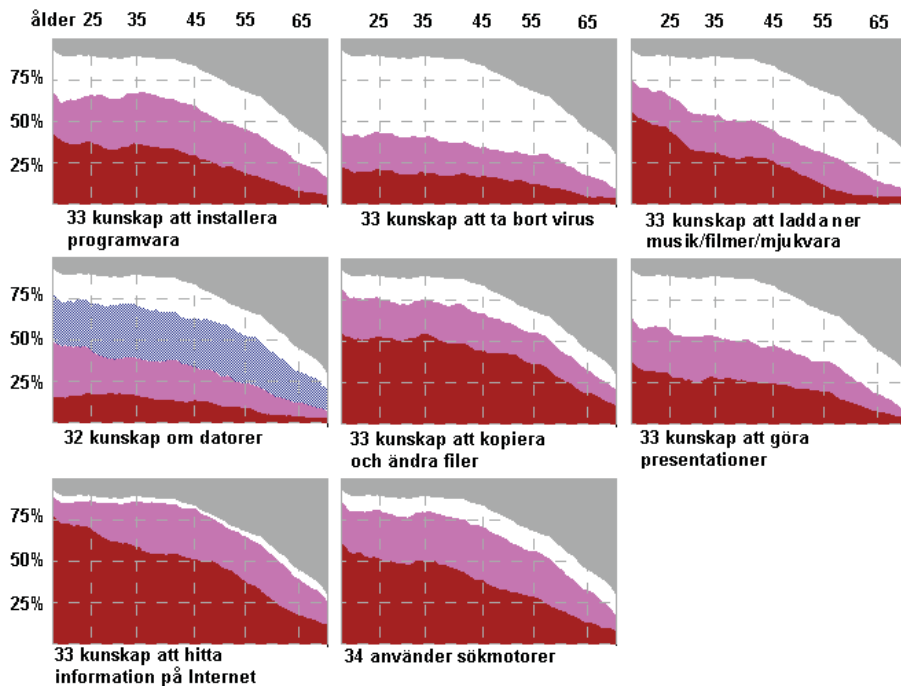 ålder 25 35 45 55 65 25 35 45 55 65 25 35 45 55 65
75%
50%
25%
33 kunskap att installera
programvara
33 kunskap att ta bort virus
33 kunskap att ladda ner
musik/filmer/mjukvara
75%
50%
25%
32 kunskap om datorer
33 kunskap att kopiera
och ändra filer
33 kunskap att göra
presentationer
75%
50%
25%
33 kunskap att hitta
information på Internet
34 använder sökmotorer